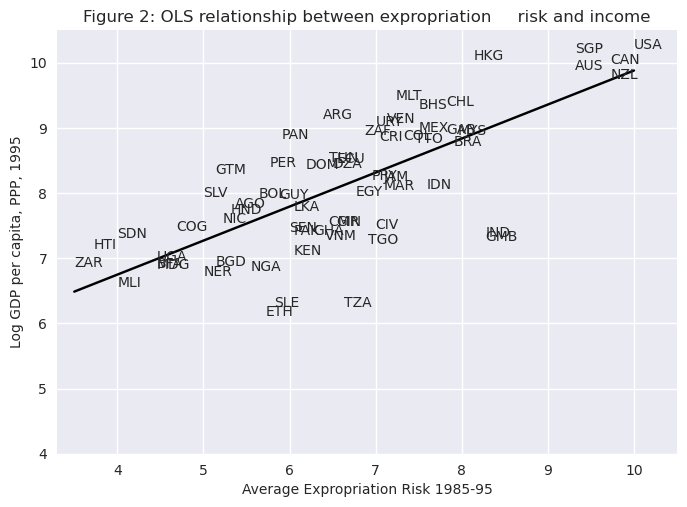 Figure 2: OLS relationship between expropriation risk and income
USA
SGP
HKG
CAN
AUS
NZL
MLT
CHL
BHS
ARG
VEN
URY
MEX
GAB
MYS
ZAF
PAN
CRI
COL
TTO
BRA
TUN
ECU
PER
DOM
DZA
GTM
PRY
JAM
IDN
MAR
SLV
BOL
GUY
EGY
AGO
LKA
HND
NIC
CMR
GIN
CIV
COG
SEN
PAK
GHA
SDN
VNM
IND
GMB
TGO
HTI
KEN
UGA
ZAR
BGD
MDG
NGA
NER
MLI
SLE
TZA
ETH
10
9
8
7
6
5
4
Log GDP per capita, PPP, 1995
4 5 6 7 8 9 10
Average Expropriation Risk 1985-95